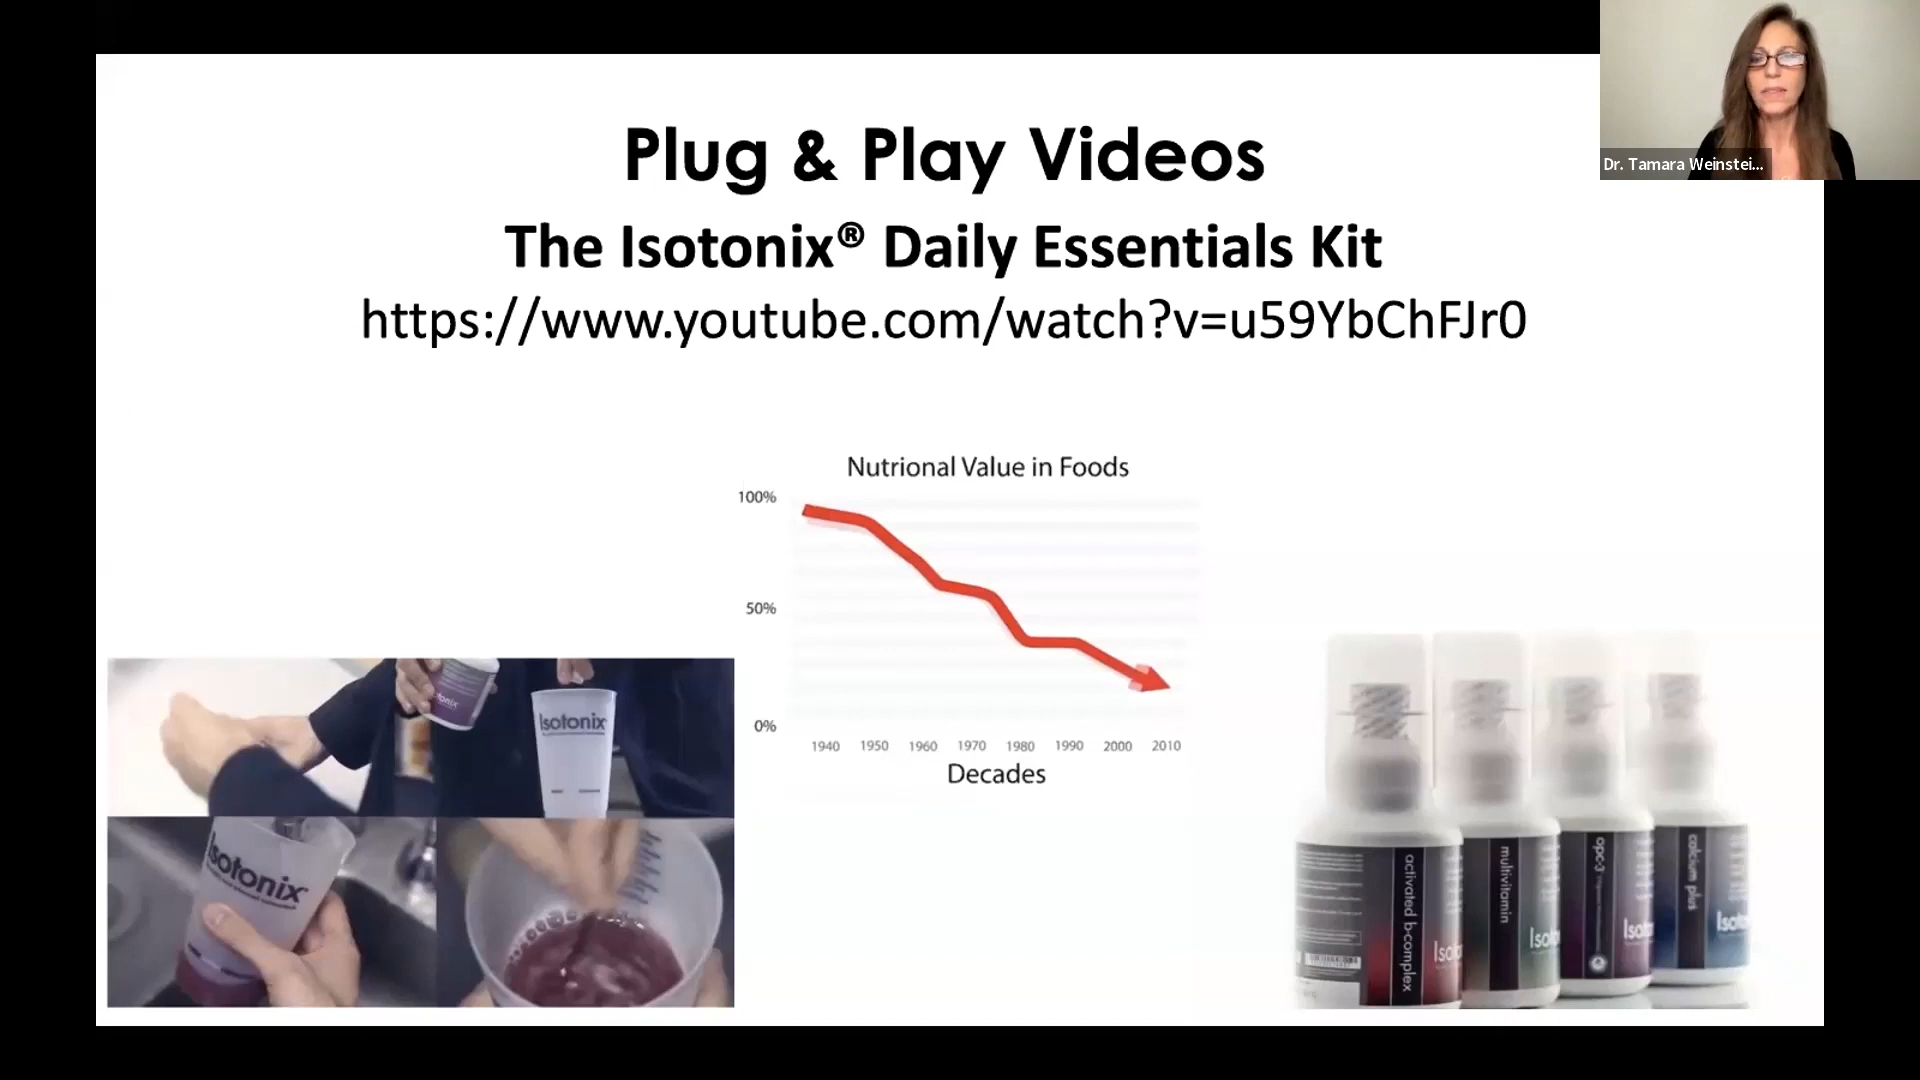 Plug & Play Videos
The Isotonix® Daily Essentials Kit
https://www.youtube.com/watch?v=u59YbChFJr0
Dr. Tamara Weinstei...
Nutrional Value in Foods
100%
50%
0%
1940 1950 1960 1970 1980 1990 2000 2010
Decades
Isotonix
Isotonix
activated b-complex
multivitamin
opc-3
calcium plus